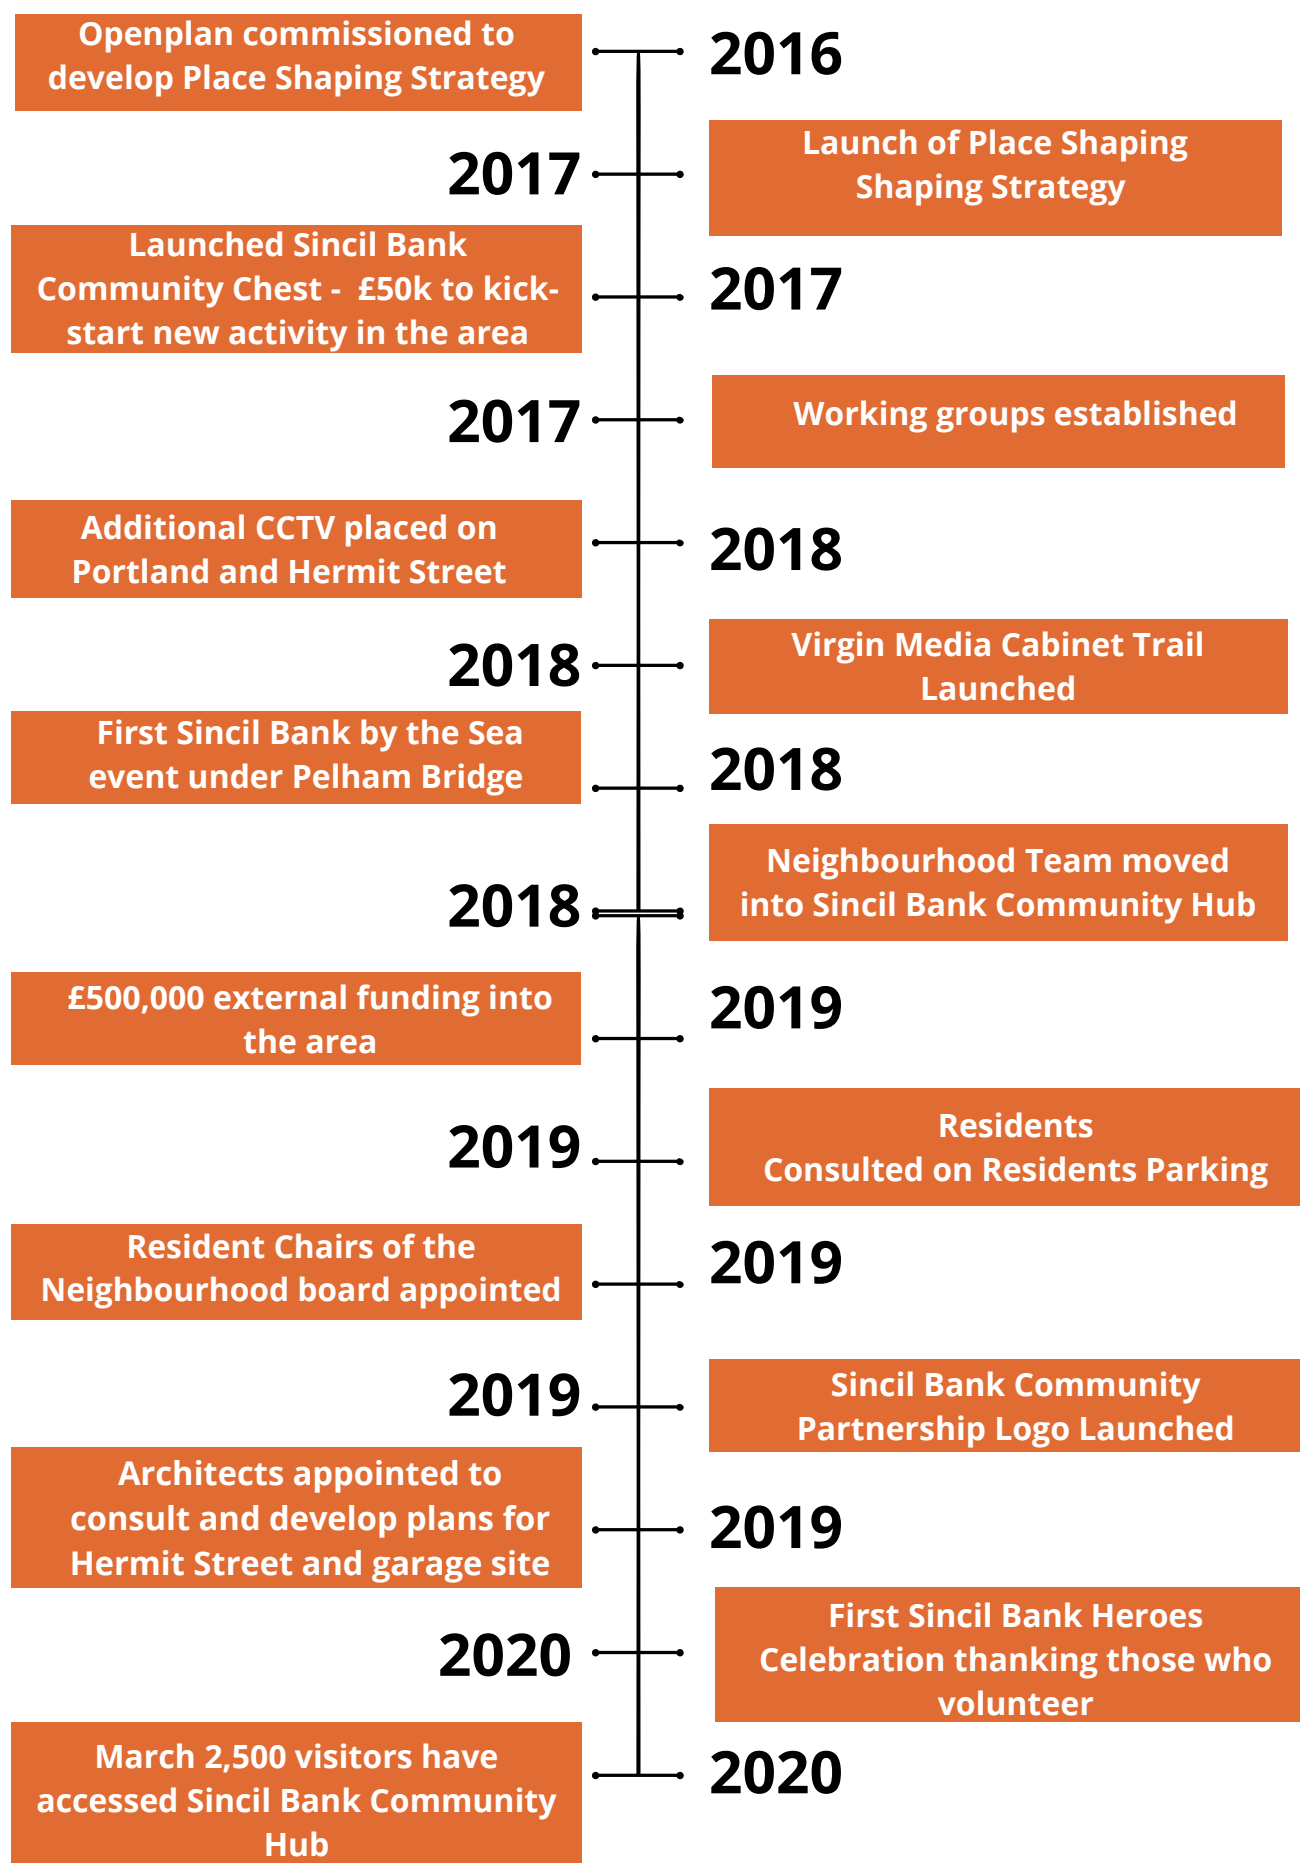 Openplan commissioned to
develop Place Shaping Strategy
2016
2017
Launch of Place Shaping
Shaping Strategy
Launched Sincil Bank
Community Chest -  £50k to kick-
start new activity in the area
2017
2017
Working groups established
Additional CCTV placed on
Portland and Hermit Street
2018
2018
Virgin Media Cabinet Trail
Launched
First Sincil Bank by the Sea
event under Pelham Bridge
2018
2018
Neighbourhood Team moved
into Sincil Bank Community Hub
£500,000 external funding into
the area
2019
2019
Residents
Consulted on Residents Parking
Resident Chairs of the
Neighbourhood board appointed
2019
2019
Sincil Bank Community
Partnership Logo Launched
Architects appointed to
consult and develop plans for
Hermit Street and garage site
2019
2020
First Sincil Bank Heroes
Celebration thanking those who
volunteer
March 2,500 visitors have
accessed Sincil Bank Community
Hub
2020